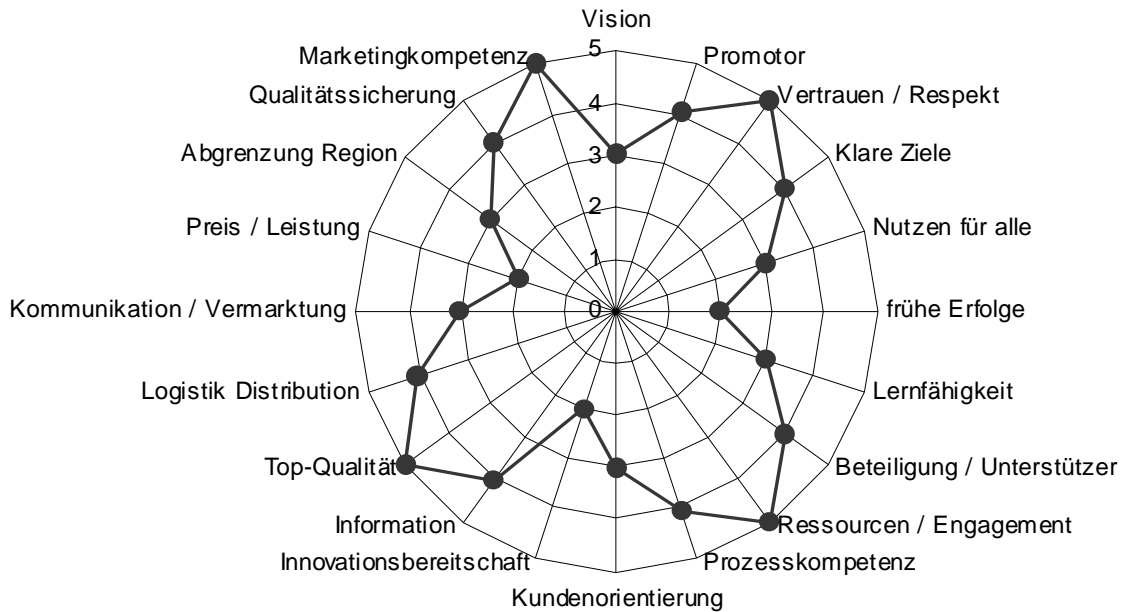 Vision
Marketingkompetenz
5
Promotor
Qualitätssicherung
4
Vertrauen / Respekt
Abgrenzung Region
3
Klare Ziele
Preis / Leistung
2
Nutzen für alle
1
Kommunikation / Vermarktung
0
frühe Erfolge
Logistik Distribution
Lernfähigkeit
Top-Qualität
Beteiligung / Unterstützer
Information
Ressourcen / Engagement
Innovationsbereitschaft
Prozesskompetenz
Kundenorientierung